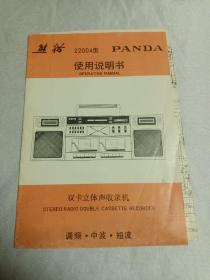 熊猫 2200A型 PANDA
使用说明书
OPERATING MANUAL
双卡立体声收录机
STEREO RADIO DOUBLE CASSETTE RECORDER
调频·中波·短波